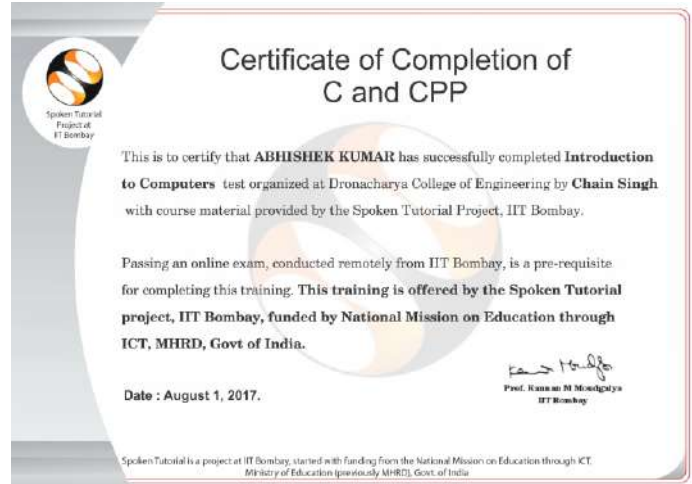 Certificate of Completion of
C and CPP
Spoken Tutorial
Project at
IIT Bombay
This is to certify that ABHISHEK KUMAR has successfully completed Introduction
to Computers test organized at Dronacharya College of Engineering by Chain Singh
with course material provided by the Spoken Tutorial Project, IIT Bombay.
Passing an online exam, conducted remotely from IIT Bombay, is a pre-requisite
for completing this training. This training is offered by the Spoken Tutorial
project, IIT Bombay, funded by National Mission on Education through
ICT, MHRD, Govt of India.
Date : August 1, 2017.
Prof. Kannan M Moudgalya
IIT Bombay
Spoken Tutorial is a project at IIT Bombay, started with funding from the National Mission on Education through ICT,
Ministry of Education (previously MHRD), Govt. of India